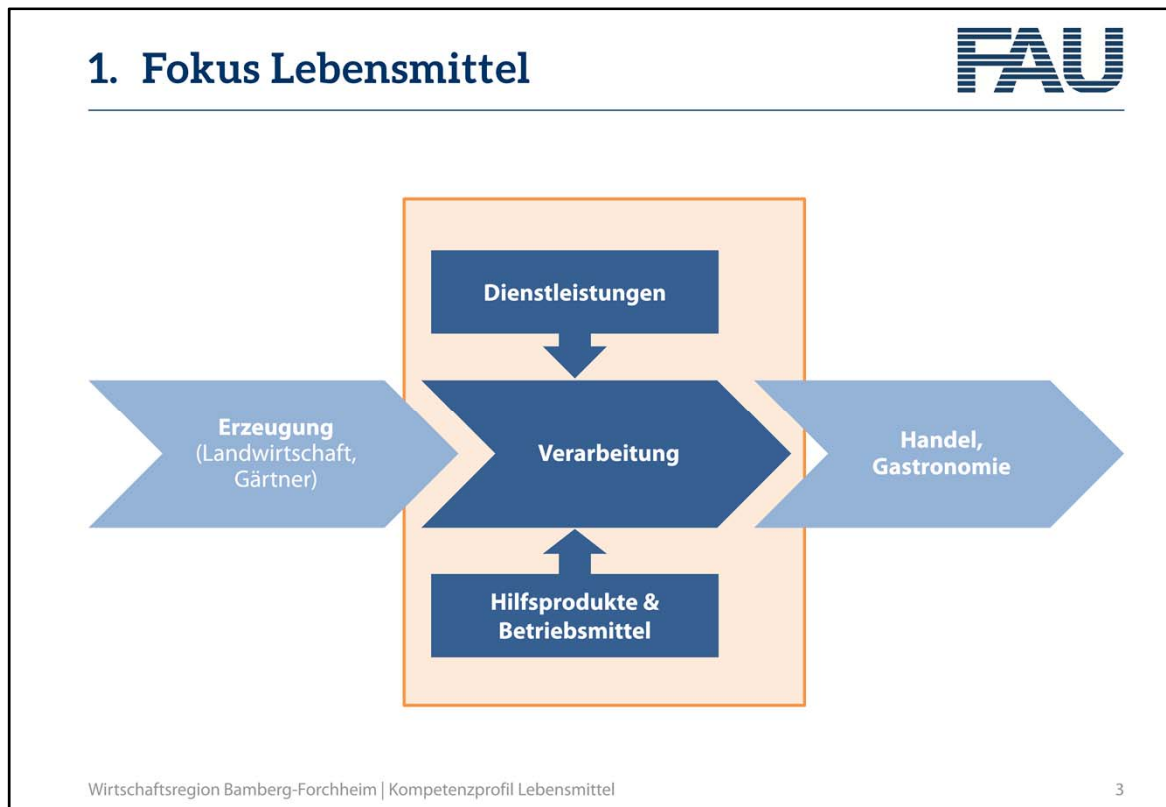 1. Fokus Lebensmittel
FAU
Dienstleistungen
Erzeugung
(Landwirtschaft,
Gärtner)
Verarbeitung
Handel,
Gastronomie
Hilfsprodukte &
Betriebsmittel
Wirtschaftsregion Bamberg-Forchheim | Kompetenzprofil Lebensmittel
3